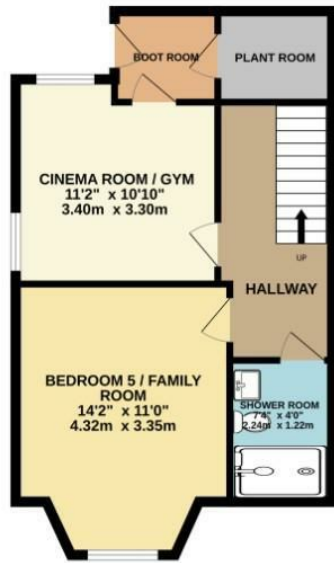 BOOT ROOM
PLANT ROOM
CINEMA ROOM / GYM
11'2" x 10'10"
3.40m x 3.30m
UP
HALLWAY
BEDROOM 5 / FAMILY
ROOM
14'2" x 11'0"
4.32m x 3.35m
SHOWER ROOM
7'4" x 4'0"
2.24m x 1.22m